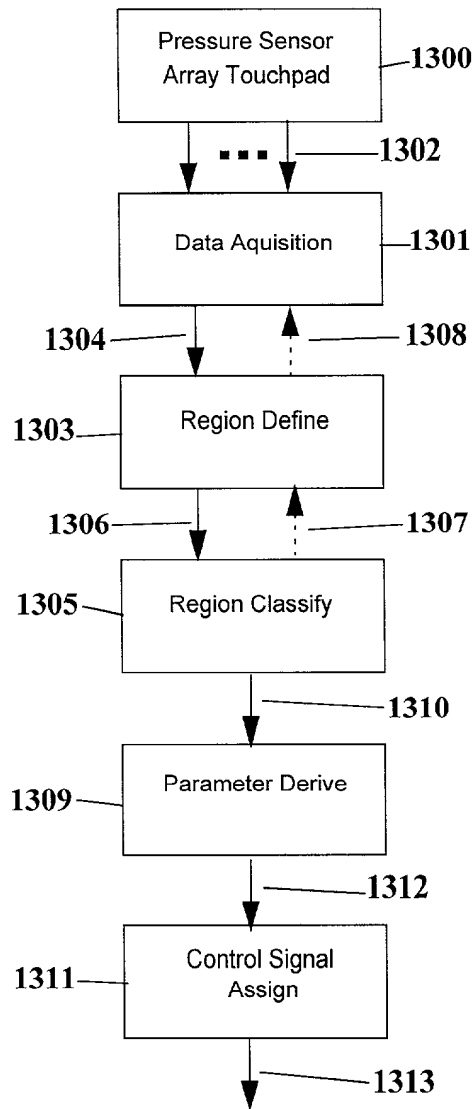 Pressure Sensor
Array Touchpad
1300
1302
Data Aquisition
1301
1304
1308
1303
Region Define
1306
1307
1305
Region Classify
1310
1309
Parameter Derive
1312
1311
Control Signal
Assign
1313